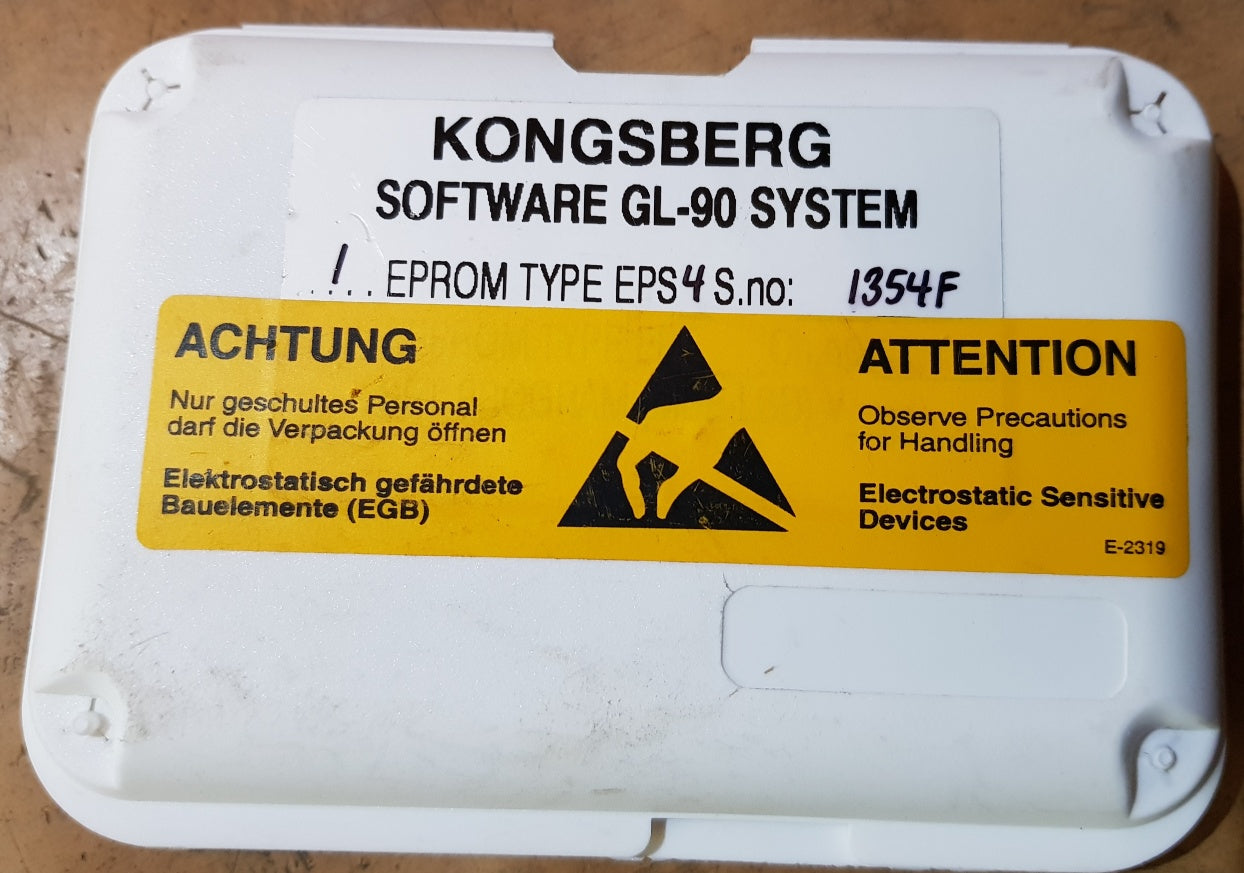 KONGSBERG
SOFTWARE GL-90 SYSTEM
.!... EPROM TYPE EPS4 S.no: 1354F
ACHTUNG
Nur geschultes Personal
darf die Verpackung öffnen
Elektrostatisch gefährdete
Bauelemente (EGB)
ATTENTION
Observe Precautions
for Handling
Electrostatic Sensitive
Devices
E-2319